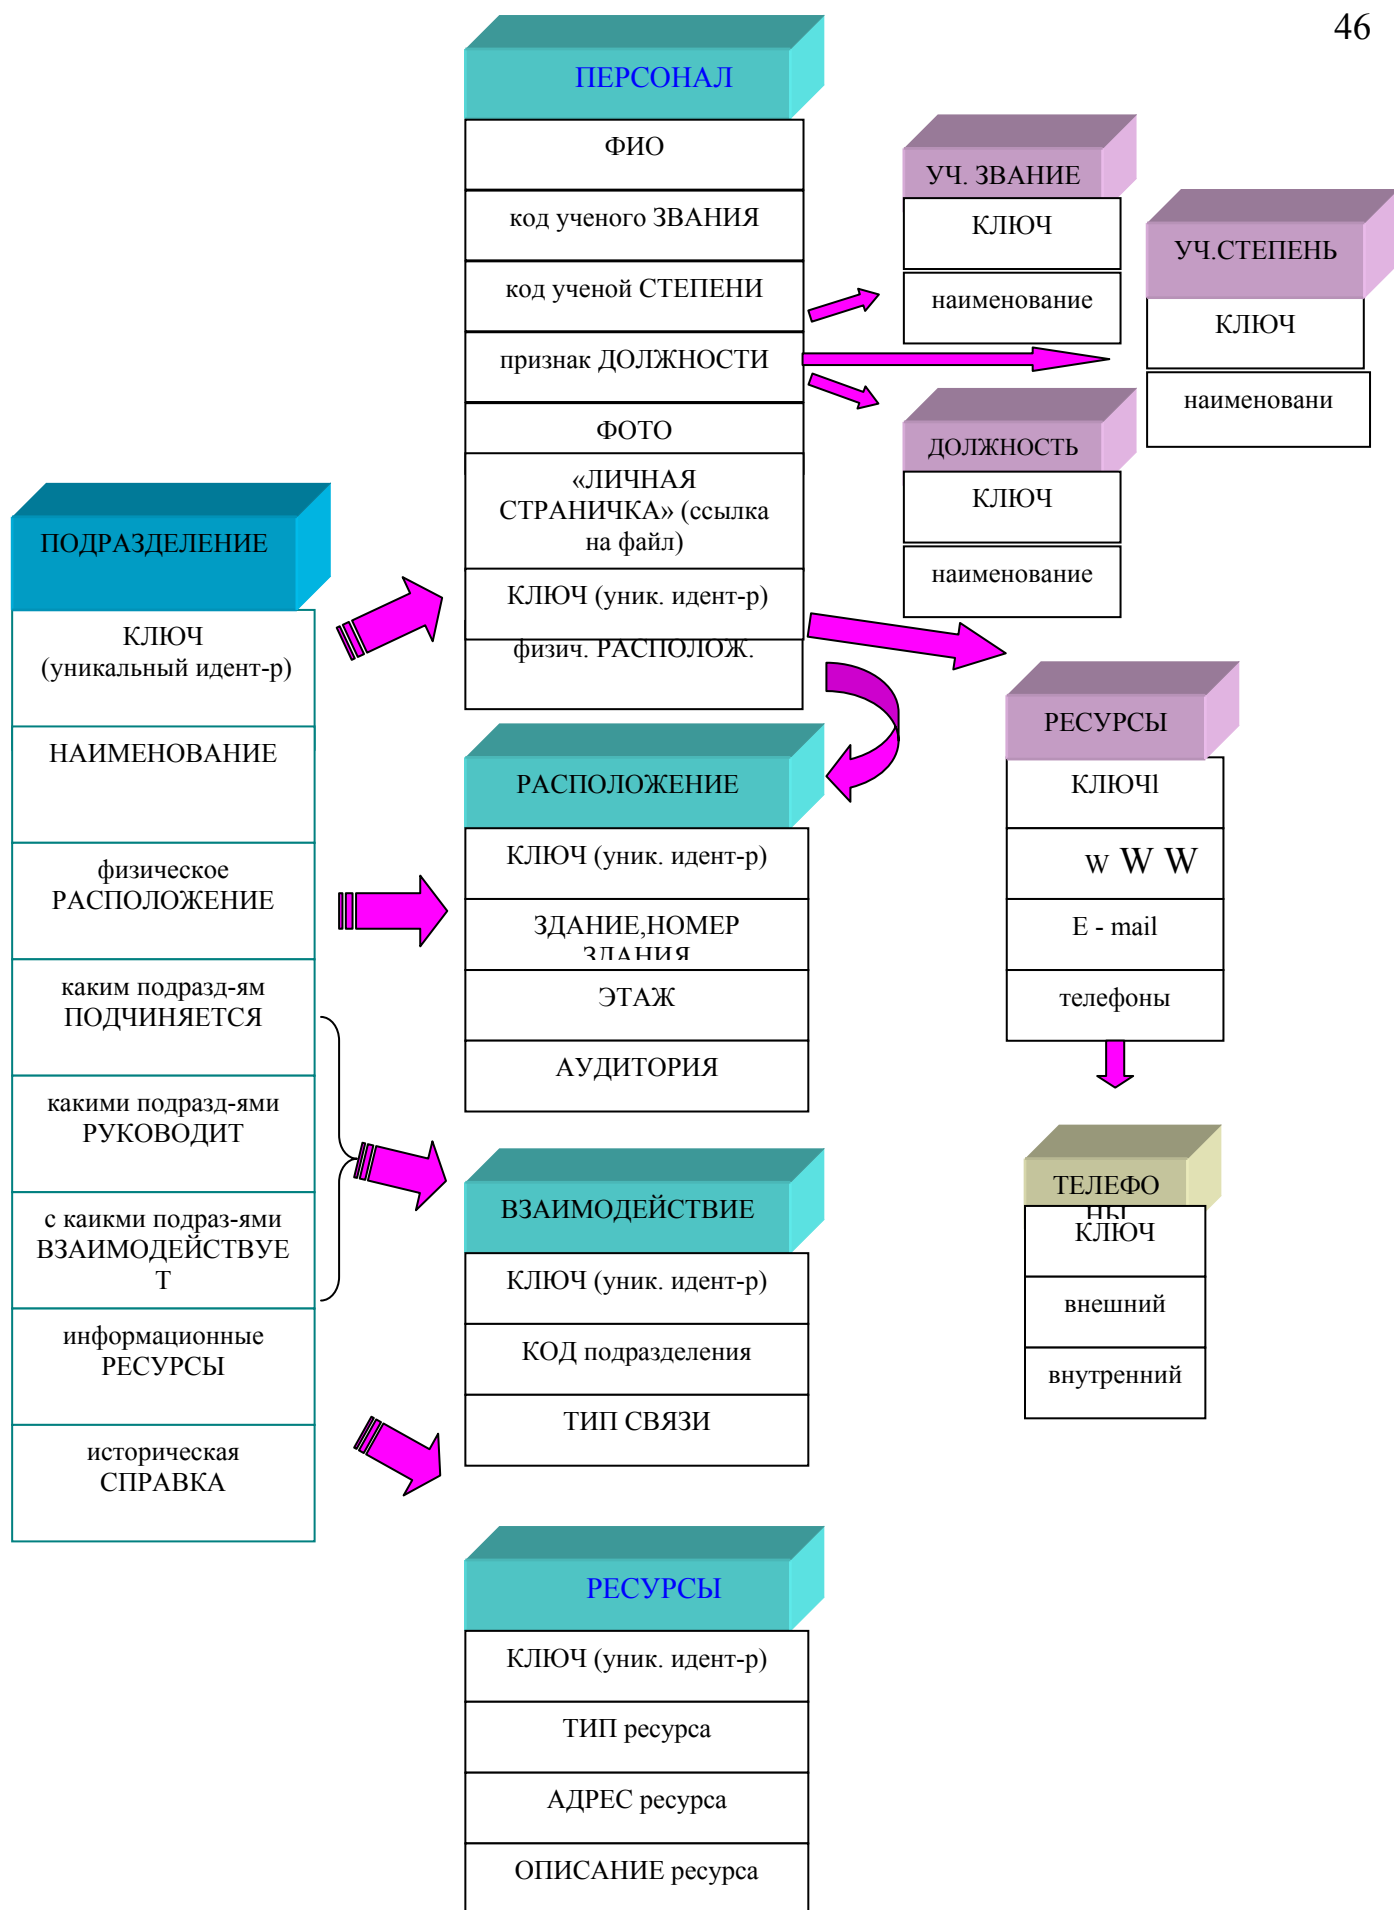 46
ПЕРСОНАЛ
ФИО
код ученого ЗВАНИЯ
код ученой СТЕПЕНИ
признак ДОЛЖНОСТИ
ФОТО
«ЛИЧНАЯ
СТРАНИЧКА» (ссылка
на файл)
КЛЮЧ (уник. идент-р)
физич. РАСПОЛОЖ.
УЧ. ЗВАНИЕ
КЛЮЧ
наименование
УЧ.СТЕПЕНЬ
КЛЮЧ
наименовани
ДОЛЖНОСТЬ
КЛЮЧ
наименование
ПОДРАЗДЕЛЕНИЕ
КЛЮЧ
(уникальный идент-р)
НАИМЕНОВАНИЕ
физическое
РАСПОЛОЖЕНИЕ
каким подразд-ям
ПОДЧИНЯЕТСЯ
какими подразд-ями
РУКОВОДИТ
с каикми подраз-ями
ВЗАИМОДЕЙСТВУЕ
Т
информационные
РЕСУРСЫ
историческая
СПРАВКА
РАСПОЛОЖЕНИЕ
КЛЮЧ (уник. идент-р)
ЗДАНИЕ,НОМЕР
ЗДАНИЯ
ЭТАЖ
АУДИТОРИЯ
РЕСУРСЫ
КЛЮЧl
w W W
E - mail
телефоны
ТЕЛЕФО
НЫ
КЛЮЧ
внешний
внутренний
ВЗАИМОДЕЙСТВИЕ
КЛЮЧ (уник. идент-р)
КОД подразделения
ТИП СВЯЗИ
РЕСУРСЫ
КЛЮЧ (уник. идент-р)
ТИП ресурса
АДРЕС ресурса
ОПИСАНИЕ ресурса